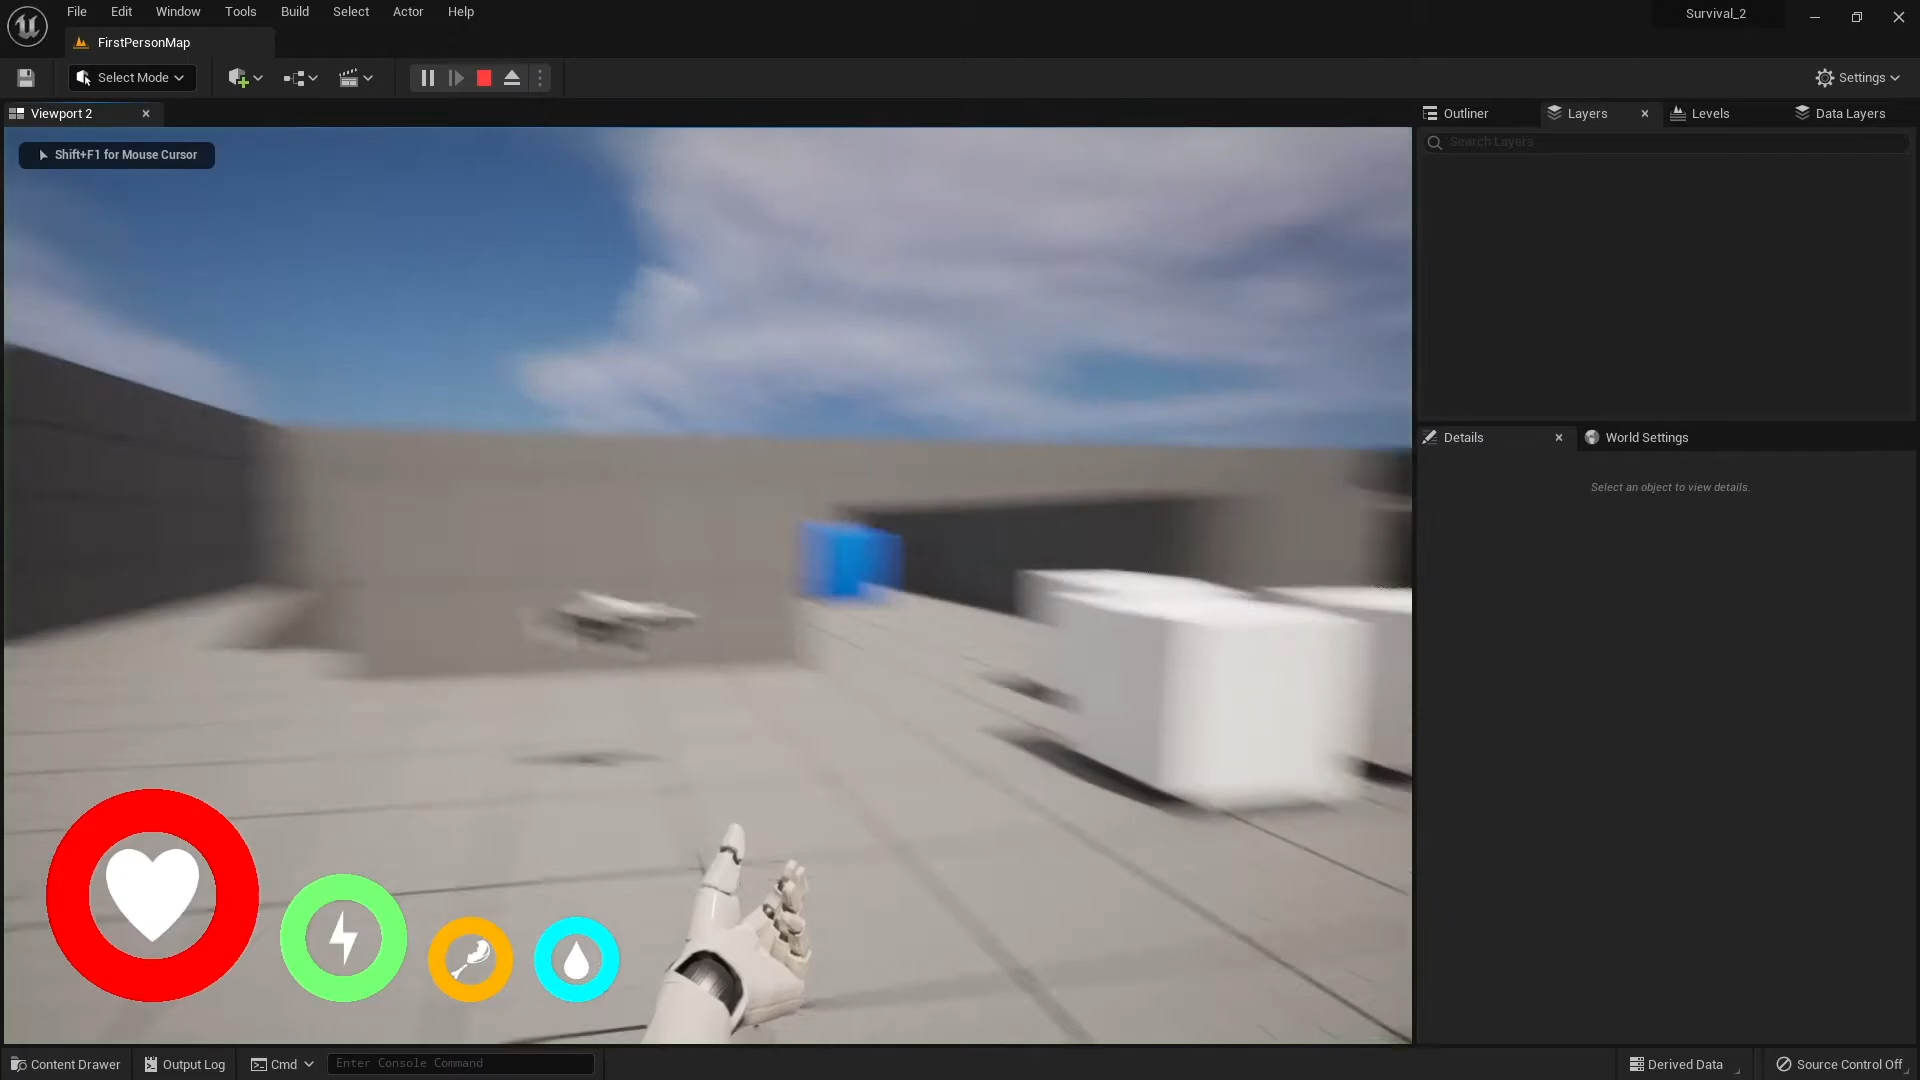 File Edit Window Tools Build Select Actor Help
Survival_2
FirstPersonMap
Select Mode
Settings
Viewport 2
Outliner
Layers
Levels
Data Layers
Shift+F1 for Mouse Cursor
Search Layers
Details
World Settings
Select an object to view details.
Content Drawer
Output Log
Cmd
Enter Console Command
Derived Data
Source Control Off